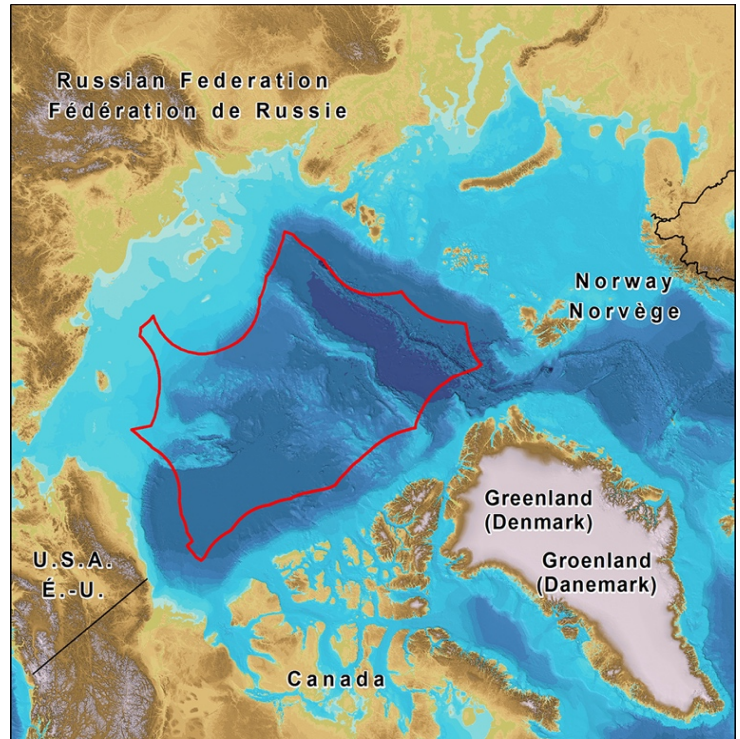 Russian Federation
Fédération de Russie
Norway
Norvège
Greenland
(Denmark)
Groenland
(Danemark)
U.S.A.
É.-U.
Canada